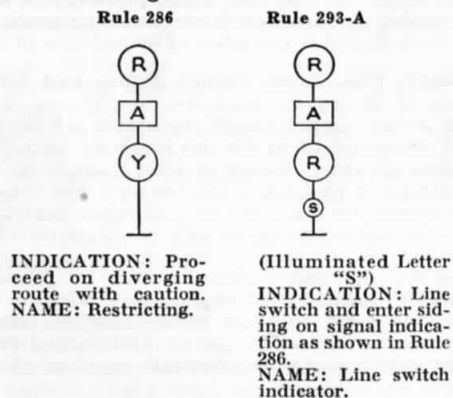 Rule 286
R
A
Y
INDICATION: Pro-
ceed on diverging
route with caution.
NAME: Restricting.
Rule 293-A
R
A
R
S
(Illuminated Letter
"S")
INDICATION: Line
switch and enter sid-
ing on signal indica-
tion as shown in Rule
286.
NAME: Line switch
indicator.